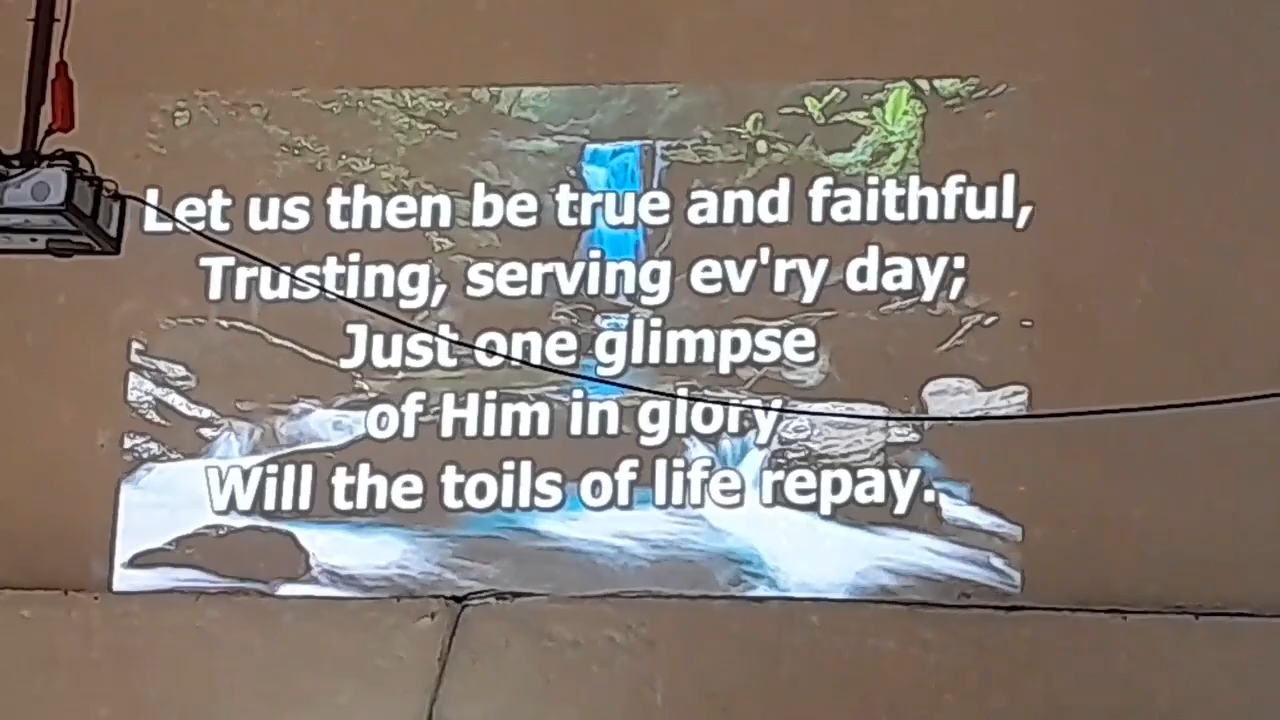 Let us then be true and faithful,
Trusting, serving ev'ry day;
Just one glimpse
of Him in glory
Will the toils of life repay.